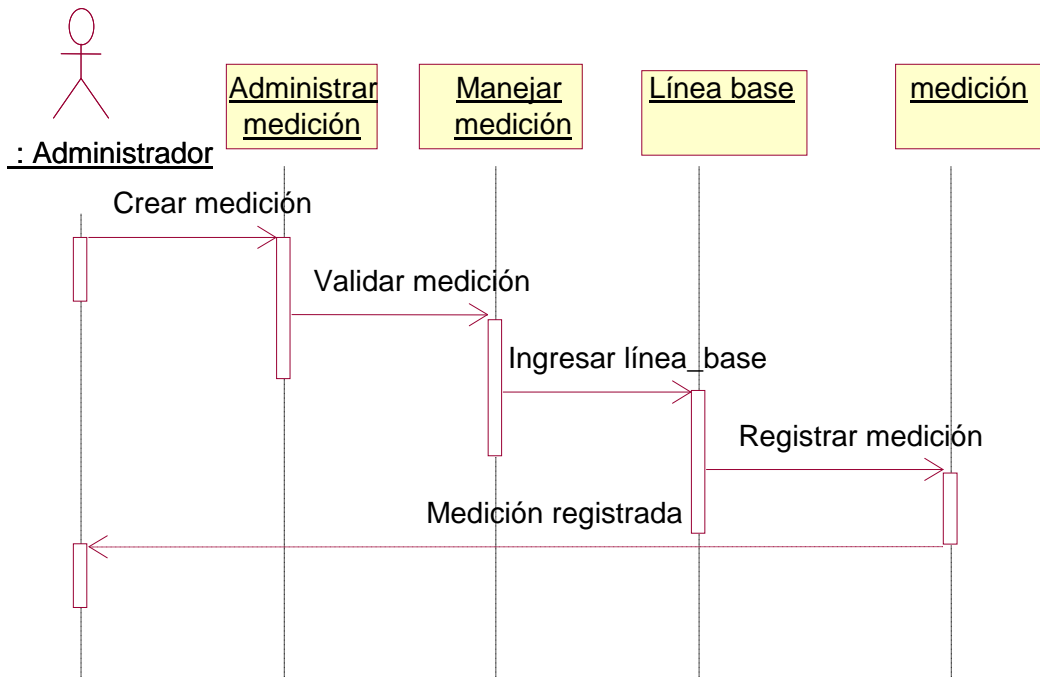 Administrar
medición
Manejar
medición
Línea base
medición
: Administrador
Crear medición
Validar medición
Ingresar línea_base
Registrar medición
Medición registrada